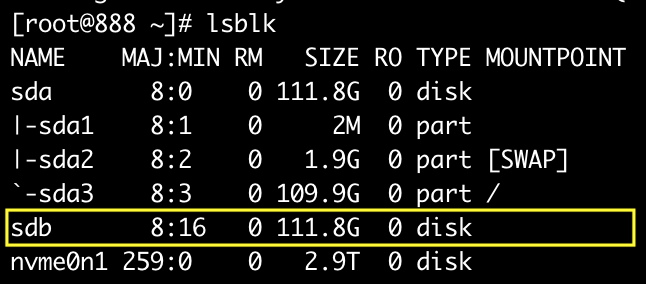 [root@888 ~]# lsblk
NAME MAJ:MIN RM SIZE RO TYPE MOUNTPOINT
sda 8:0 0 111.8G 0 disk
|-sda1 8:1 0 2M 0 part
|-sda2 8:2 0 1.9G 0 part [SWAP]
`-sda3 8:3 0 109.9G 0 part /
sdb 8:16 0 111.8G 0 disk
nvme0n1 259:0 0 2.9T 0 disk